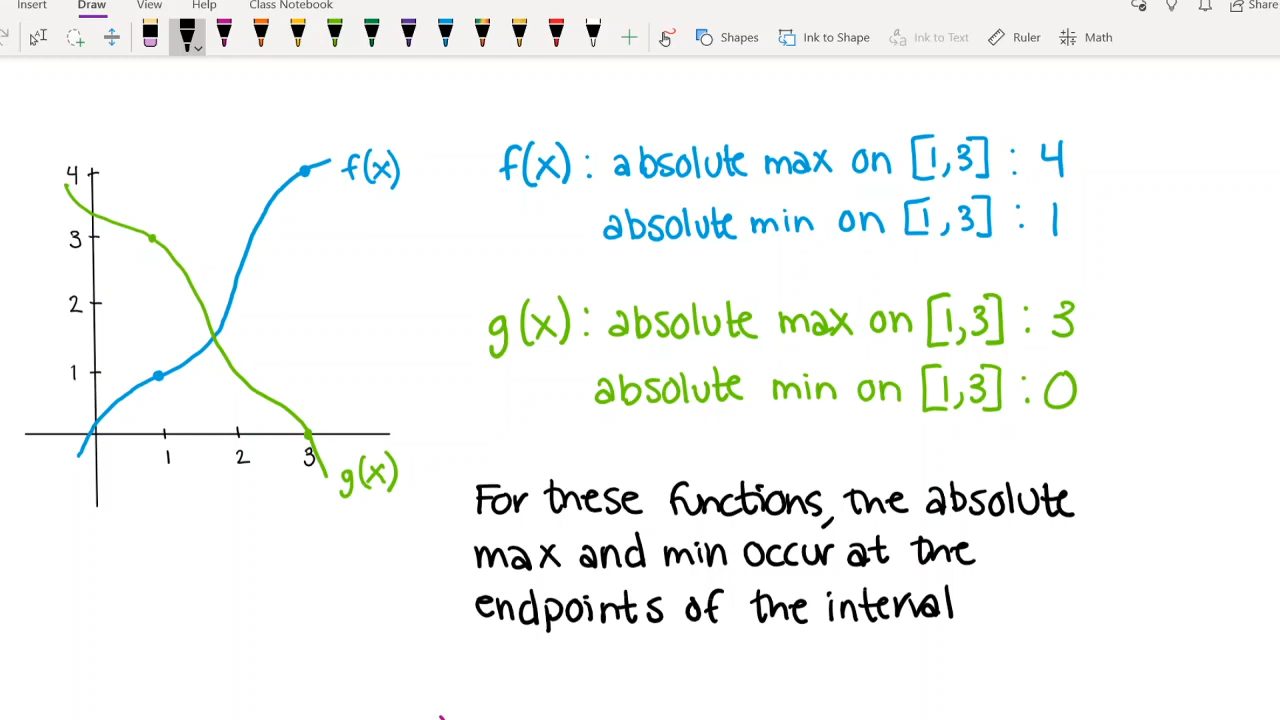 Insert Draw View Help Class Notebook Share
Shapes Ink to Shape Ink to Text Ruler Math
4
3
2
1
1 2 3
f(x)
g(x)
f(x): absolute max on [1,3] : 4
absolute min on [1,3] : 1
g(x): absolute max on [1,3] : 3
absolute min on [1,3] : 0
For these functions, the absolute
max and min occur at the
endpoints of the interval